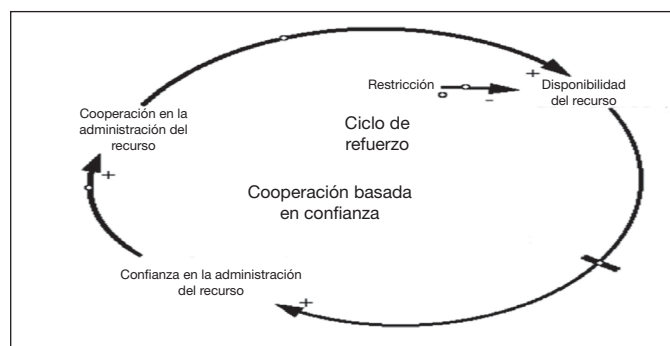 Restricción
+
-
Disponibilidad
del recurso
Cooperación en la
administración del
recurso
+
Ciclo de
refuerzo
Cooperación basada
en confianza
Confianza en la administración
del recurso
+